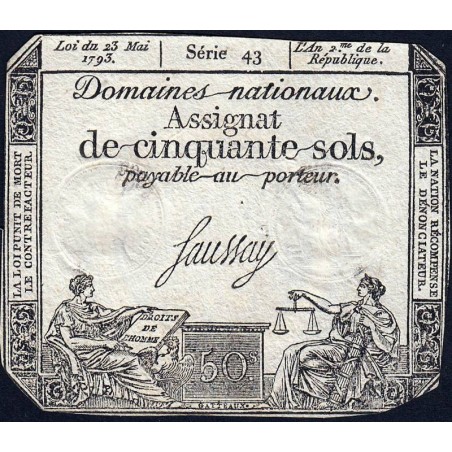 Loi du 23 Mai
1793.
Série 43
L'An 2.me de la
République.
Domaines nationaux.
Assignat
de cinquante sols,
payable au porteur.
Saussay
LA LOI PUNIT DE MORT
LE CONTREFACTEUR.
LA NATION RÉCOMPENSE
LE DÉNONCIATEUR.
DROITS
DE
L'HOMME
50s
GATTEAUX